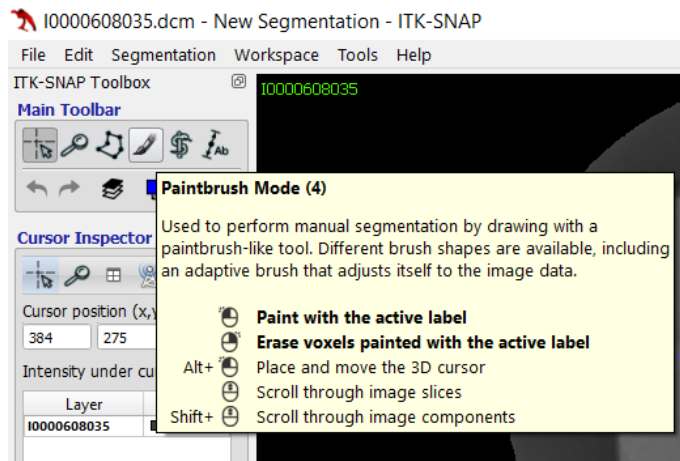 I0000608035.dcm - New Segmentation - ITK-SNAP
File Edit Segmentation Workspace Tools Help
ITK-SNAP Toolbox
I0000608035
Main Toolbar
Ab
Paintbrush Mode (4)
Used to perform manual segmentation by drawing with a
paintbrush-like tool. Different brush shapes are available, including
an adaptive brush that adjusts itself to the image data.
Paint with the active label
Erase voxels painted with the active label
Alt+ Place and move the 3D cursor
Scroll through image slices
Shift+ Scroll through image components
Cursor Inspector
Cursor position (x,y
384 275
Intensity under cu
Layer
I0000608035